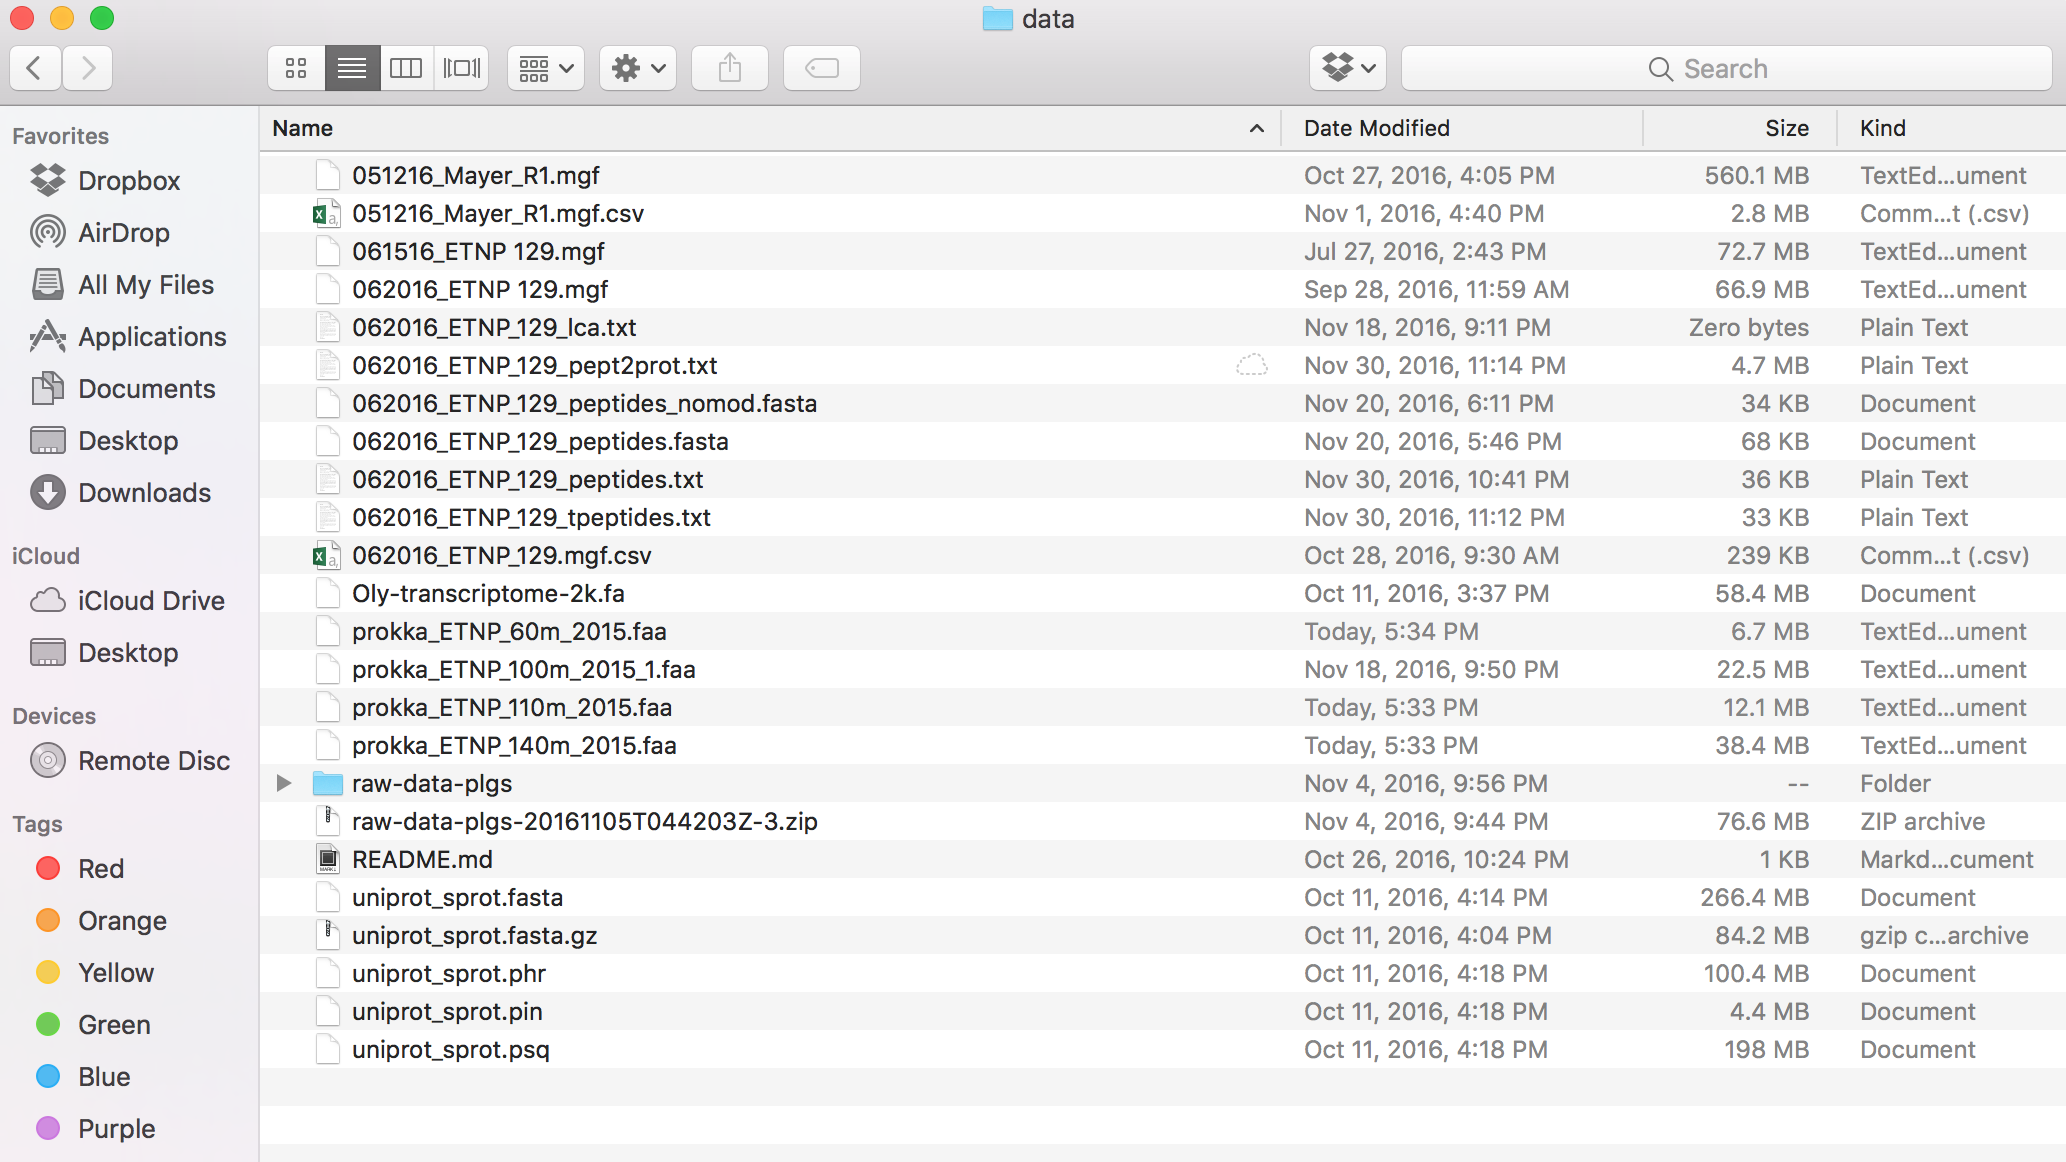 data
Search
Name Date Modified Size Kind
Favorites
Dropbox
AirDrop
All My Files
Applications
Documents
Desktop
Downloads
iCloud
iCloud Drive
Desktop
Devices
Remote Disc
Tags
Red
Orange
Yellow
Green
Blue
Purple
051216_Mayer_R1.mgf Oct 27, 2016, 4:05 PM 560.1 MB TextEd...ument
051216_Mayer_R1.mgf.csv Nov 1, 2016, 4:40 PM 2.8 MB Comm...t (.csv)
061516_ETNP 129.mgf Jul 27, 2016, 2:43 PM 72.7 MB TextEd...ument
062016_ETNP 129.mgf Sep 28, 2016, 11:59 AM 66.9 MB TextEd...ument
062016_ETNP_129_lca.txt Nov 18, 2016, 9:11 PM Zero bytes Plain Text
062016_ETNP_129_pept2prot.txt Nov 30, 2016, 11:14 PM 4.7 MB Plain Text
062016_ETNP_129_peptides_nomod.fasta Nov 20, 2016, 6:11 PM 34 KB Document
062016_ETNP_129_peptides.fasta Nov 20, 2016, 5:46 PM 68 KB Document
062016_ETNP_129_peptides.txt Nov 30, 2016, 10:41 PM 36 KB Plain Text
062016_ETNP_129_tpeptides.txt Nov 30, 2016, 11:12 PM 33 KB Plain Text
062016_ETNP_129.mgf.csv Oct 28, 2016, 9:30 AM 239 KB Comm...t (.csv)
Oly-transcriptome-2k.fa Oct 11, 2016, 3:37 PM 58.4 MB Document
prokka_ETNP_60m_2015.faa Today, 5:34 PM 6.7 MB TextEd...ument
prokka_ETNP_100m_2015_1.faa Nov 18, 2016, 9:50 PM 22.5 MB TextEd...ument
prokka_ETNP_110m_2015.faa Today, 5:33 PM 12.1 MB TextEd...ument
prokka_ETNP_140m_2015.faa Today, 5:33 PM 38.4 MB TextEd...ument
raw-data-plgs Nov 4, 2016, 9:56 PM -- Folder
raw-data-plgs-20161105T044203Z-3.zip Nov 4, 2016, 9:44 PM 76.6 MB ZIP archive
README.md Oct 26, 2016, 10:24 PM 1 KB Markd...cument
uniprot_sprot.fasta Oct 11, 2016, 4:14 PM 266.4 MB Document
uniprot_sprot.fasta.gz Oct 11, 2016, 4:04 PM 84.2 MB gzip c...archive
uniprot_sprot.phr Oct 11, 2016, 4:18 PM 100.4 MB Document
uniprot_sprot.pin Oct 11, 2016, 4:18 PM 4.4 MB Document
uniprot_sprot.psq Oct 11, 2016, 4:18 PM 198 MB Document